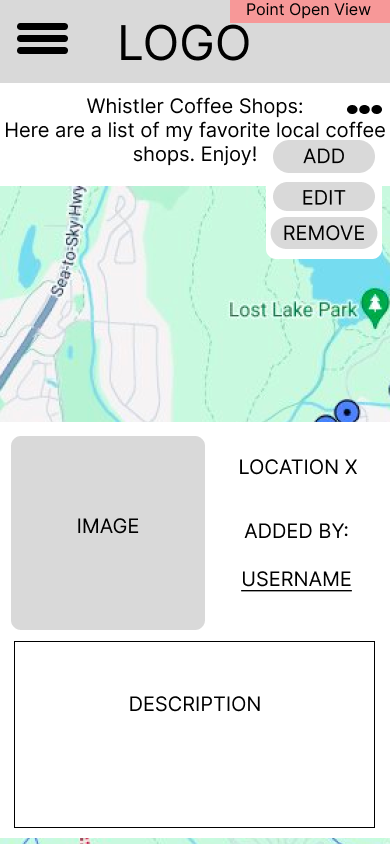 Point Open View
LOGO
Whistler Coffee Shops:
Here are a list of my favorite local coffee
shops. Enjoy!
ADD
EDIT
REMOVE
Sea-to-Sky Hwy
Lost Lake Park
LOCATION X
IMAGE
ADDED BY:
USERNAME
DESCRIPTION